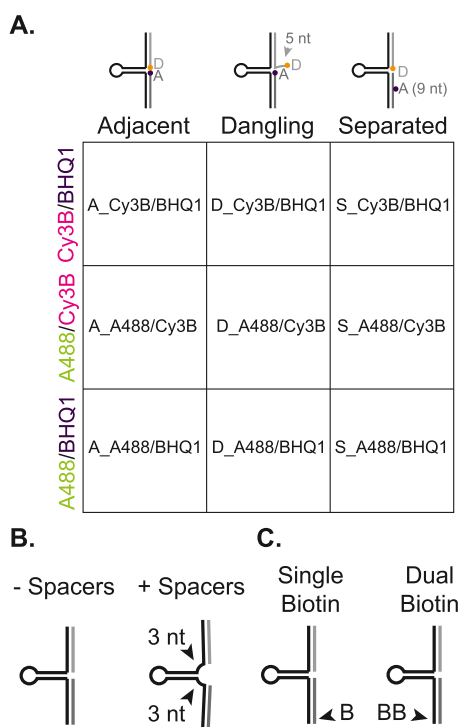 A.
5 nt
D
A
D
A
D
A (9 nt)
Adjacent Dangling Separated
Cy3B/BHQ1
A_Cy3B/BHQ1 D_Cy3B/BHQ1 S_Cy3B/BHQ1
A488/Cy3B
A_A488/Cy3B D_A488/Cy3B S_A488/Cy3B
A488/BHQ1
A_A488/BHQ1 D_A488/BHQ1 S_A488/BHQ1
B.
- Spacers + Spacers
3 nt
3 nt
C.
Single
Biotin
Dual
Biotin
B
BB